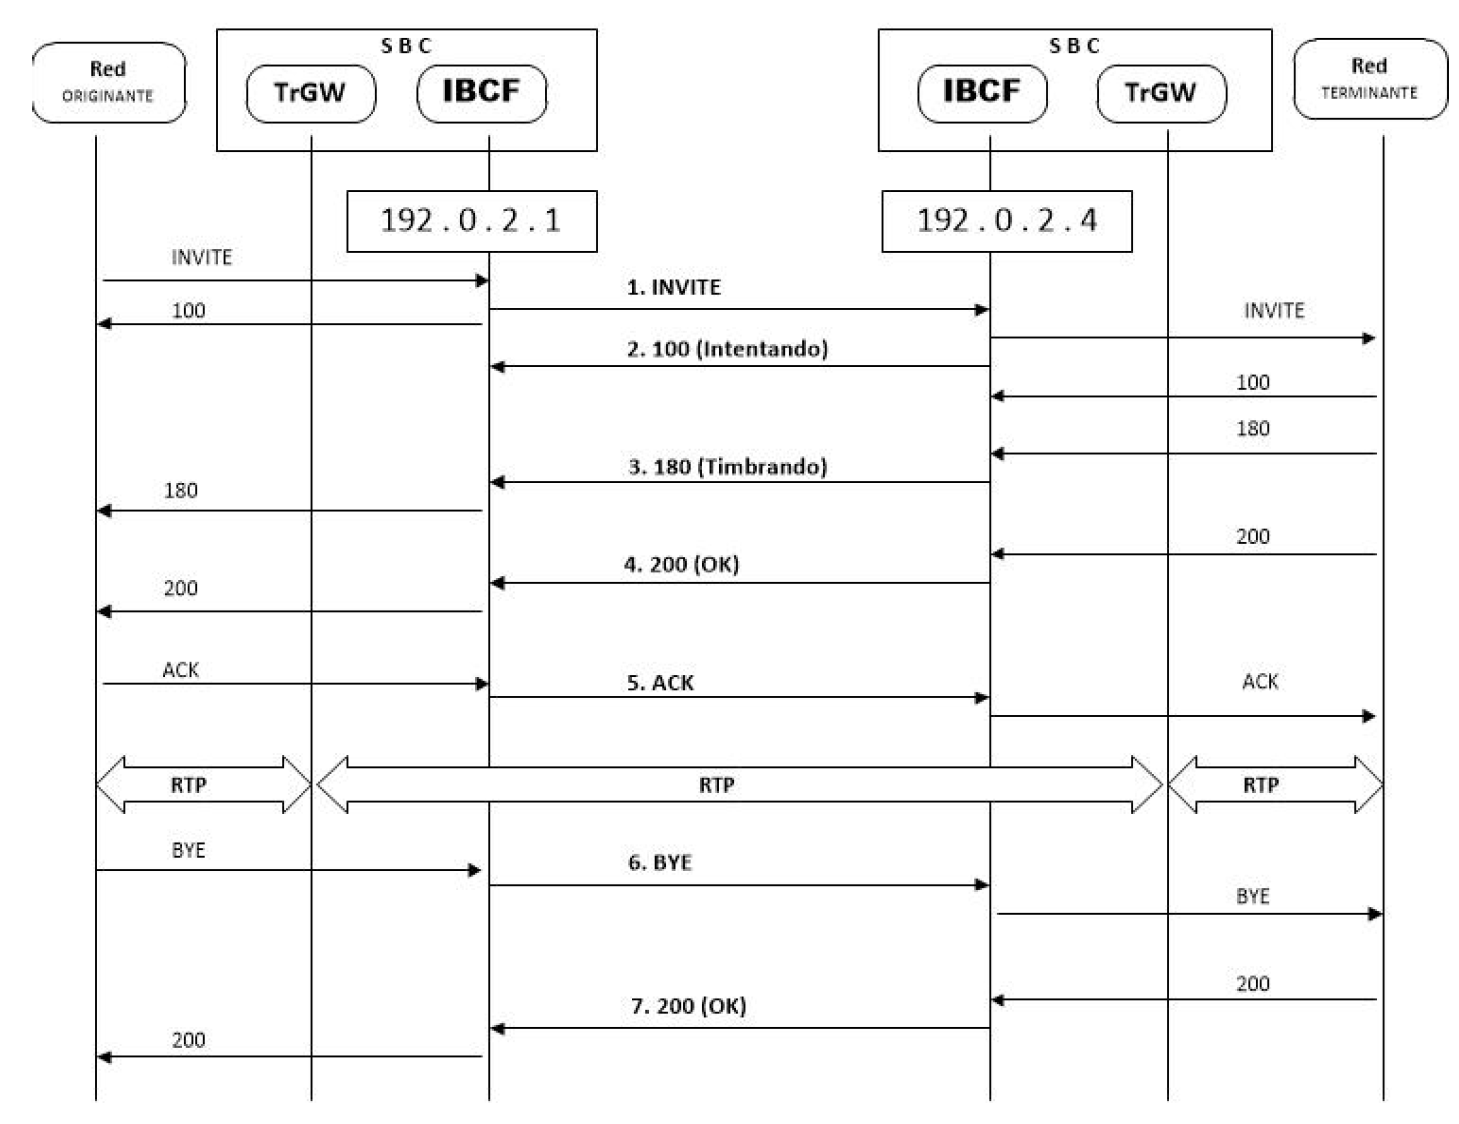 S B C
S B C
Red
ORIGINANTE
TrGW
IBCF
IBCF
TrGW
Red
TERMINANTE
192.0.2.1
192.0.2.4
INVITE
1. INVITE
100
INVITE
2. 100 (Intentando)
100
180
3. 180 (Timbrando)
180
200
4. 200 (OK)
200
ACK
5. ACK
ACK
RTP
RTP
RTP
BYE
6. BYE
BYE
200
7. 200 (OK)
200